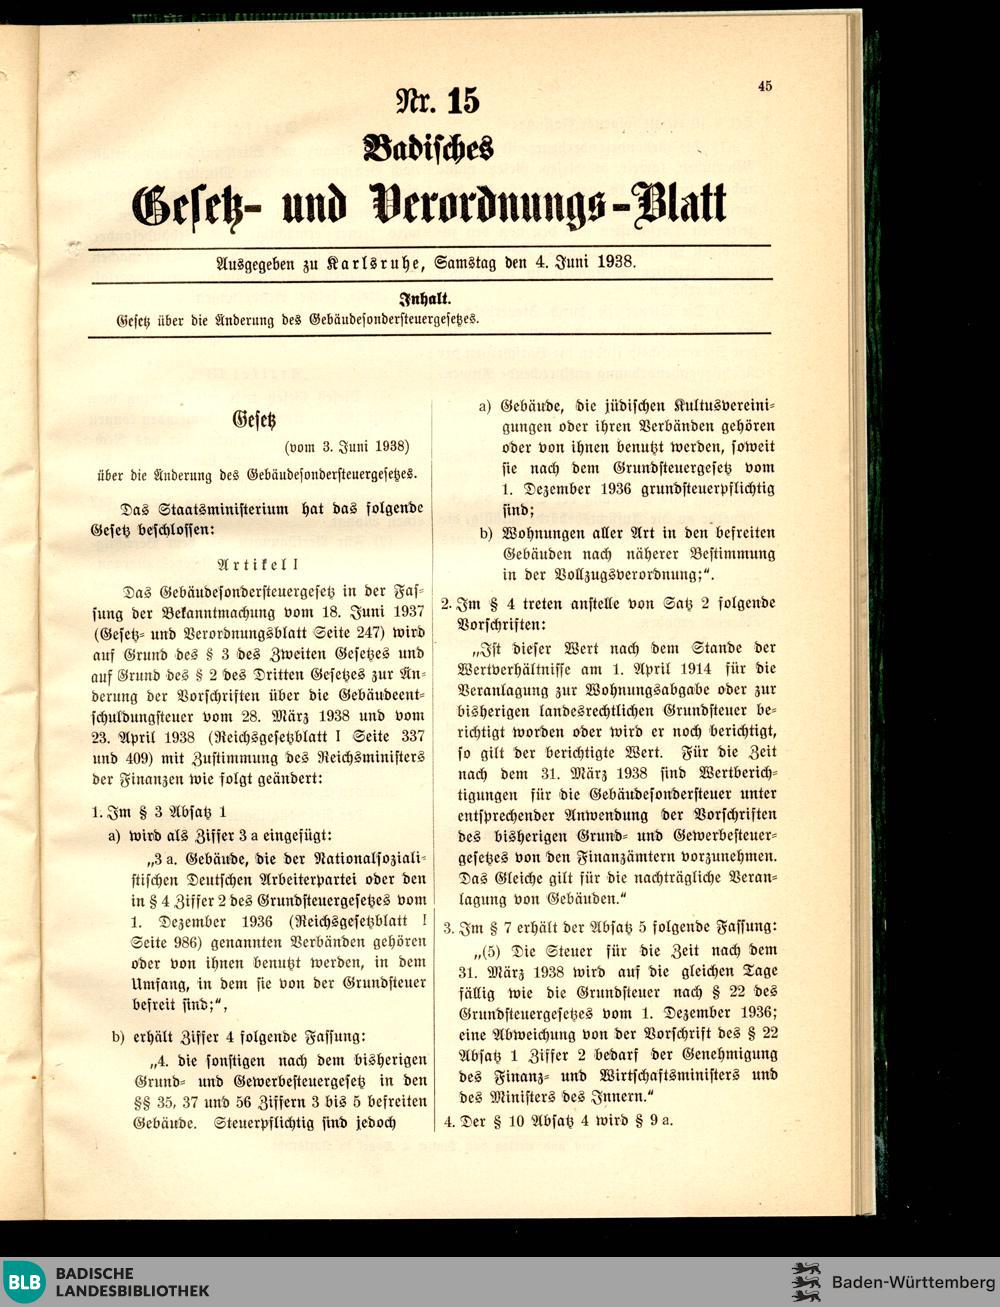 45
Nr. 15
Badisches
Gesetz- und Verordnungs-Blatt
Ausgegeben zu Karlsruhe, Samstag den 4. Juni 1938.
Inhalt.
Gesetz über die Änderung des Gebäudesondersteuergesetzes.
Gesetz
(vom 3. Juni 1938)
über die Änderung des Gebäudesondersteuergesetzes.
Das Staatsministerium hat das folgende
Gesetz beschlossen:
Artikel I
Das Gebäudesondersteuergesetz in der Fas-
sung der Bekanntmachung vom 18. Juni 1937
(Gesetz- und Verordnungsblatt Seite 247) wird
auf Grund des § 3 des Zweiten Gesetzes und
auf Grund des § 2 des Dritten Gesetzes zur Än-
derung der Vorschriften über die Gebäudeent-
schuldungsteuer vom 28. März 1938 und vom
23. April 1938 (Reichsgesetzblatt I Seite 337
und 409) mit Zustimmung des Reichsministers
der Finanzen wie folgt geändert:
1. Im § 3 Absatz 1
a) wird als Ziffer 3 a eingefügt:
„3 a. Gebäude, die der Nationalsoziali-
stischen Deutschen Arbeiterpartei oder den
in § 4 Ziffer 2 des Grundsteuergesetzes vom
1. Dezember 1936 (Reichsgesetzblatt I
Seite 986) genannten Verbänden gehören
oder von ihnen benutzt werden, in dem
Umfang, in dem sie von der Grundsteuer
befreit sind;“,
b) erhält Ziffer 4 folgende Fassung:
„4. die sonstigen nach dem bisherigen
Grund- und Gewerbesteuergesetz in den
§§ 35, 37 und 56 Ziffern 3 bis 5 befreiten
Gebäude. Steuerpflichtig sind jedoch
a) Gebäude, die jüdischen Kultusvereini-
gungen oder ihren Verbänden gehören
oder von ihnen benutzt werden, soweit
sie nach dem Grundsteuergesetz vom
1. Dezember 1936 grundsteuerpflichtig
sind;
b) Wohnungen aller Art in den befreiten
Gebäuden nach näherer Bestimmung
in der Vollzugsverordnung;“.
2. Im § 4 treten anstelle von Satz 2 folgende
Vorschriften:
„Ist dieser Wert nach dem Stande der
Wertverhältnisse am 1. April 1914 für die
Veranlagung zur Wohnungsabgabe oder zur
bisherigen landesrechtlichen Grundsteuer be-
richtigt worden oder wird er noch berichtigt,
so gilt der berichtigte Wert. Für die Zeit
nach dem 31. März 1938 sind Wertberich-
tigungen für die Gebäudesondersteuer unter
entsprechender Anwendung der Vorschriften
des bisherigen Grund- und Gewerbesteuer-
gesetzes von den Finanzämtern vorzunehmen.
Das Gleiche gilt für die nachträgliche Veran-
lagung von Gebäuden.“
3. Im § 7 erhält der Absatz 5 folgende Fassung:
„(5) Die Steuer für die Zeit nach dem
31. März 1938 wird auf die gleichen Tage
fällig wie die Grundsteuer nach § 22 des
Grundsteuergesetzes vom 1. Dezember 1936;
eine Abweichung von der Vorschrift des § 22
Absatz 1 Ziffer 2 bedarf der Genehmigung
des Finanz- und Wirtschaftsministers und
des Ministers des Innern.“
4. Der § 10 Absatz 4 wird § 9 a.
BLB BADISCHE
LANDESBIBLIOTHEK
Baden-Württemberg